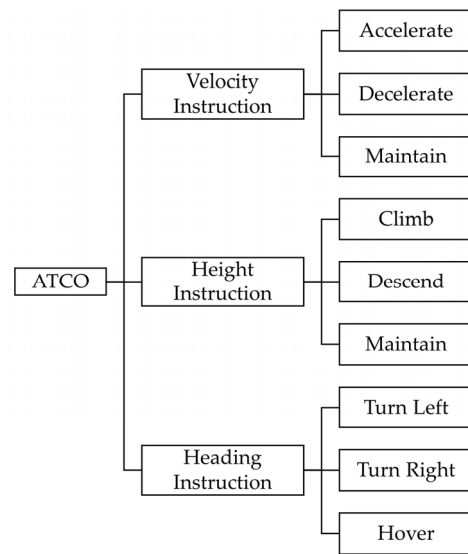 ATCO
Velocity
Instruction
Accelerate
Decelerate
Maintain
Height
Instruction
Climb
Descend
Maintain
Heading
Instruction
Turn Left
Turn Right
Hover